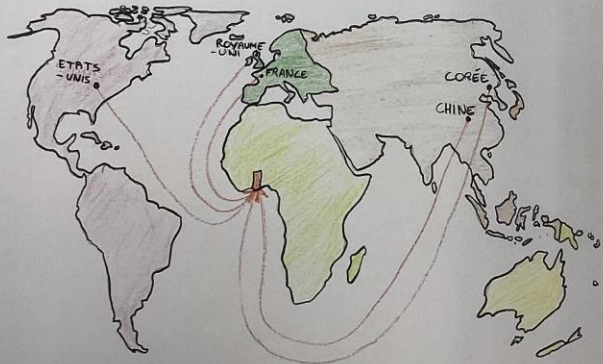 ETATS
-UNIS
ROYAUME
-UNI
FRANCE
CORÉE
CHINE